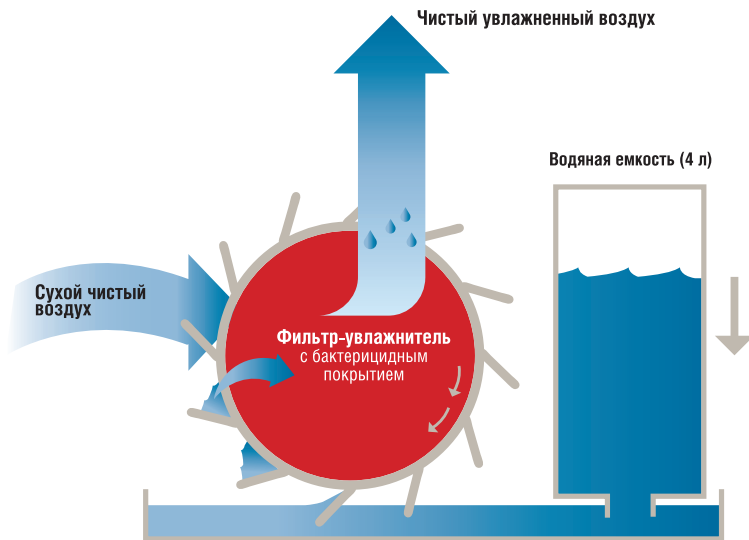 Чистый увлажненный воздух
Водяная емкость (4 л)
Сухой чистый
воздух
Фильтр-увлажнитель
с бактерицидным
покрытием